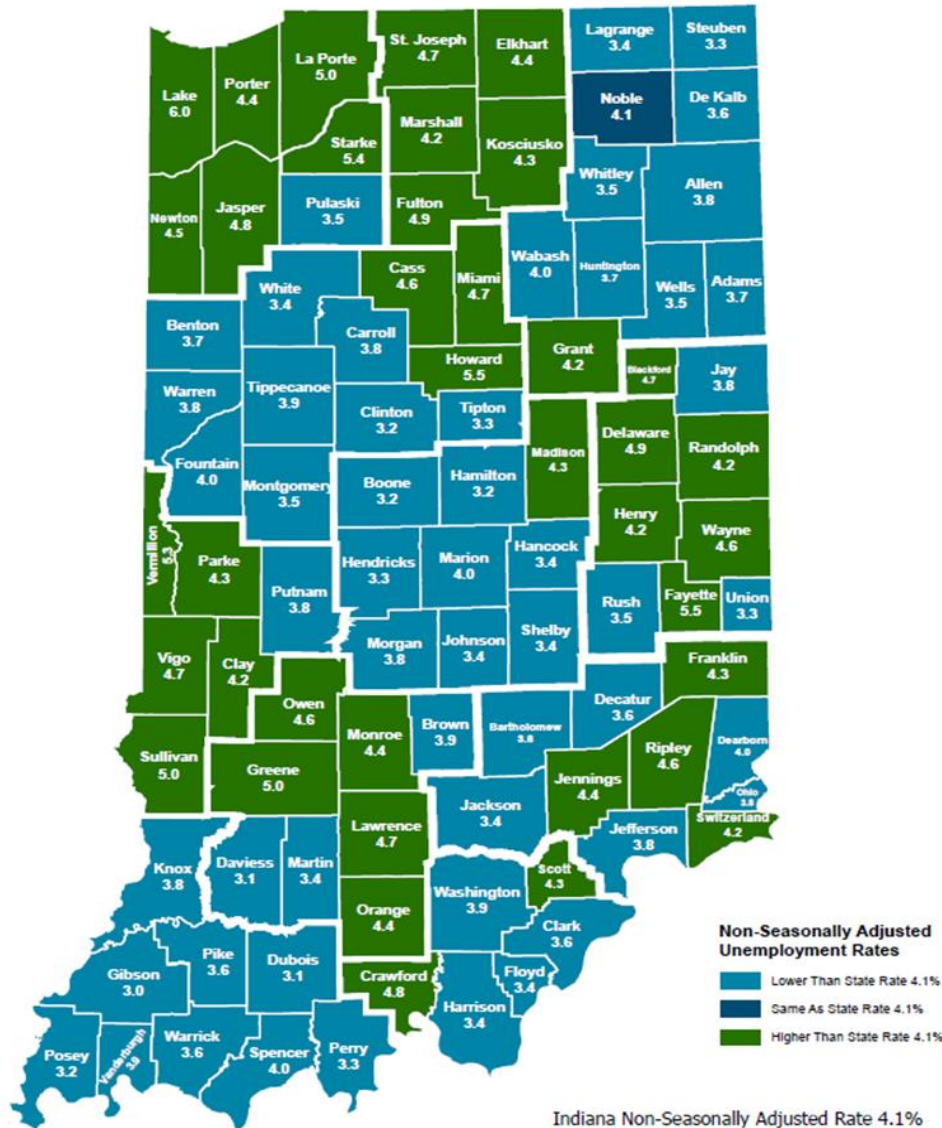 Lagrange
3.4
Steuben
3.3
St. Joseph
4.7
Elkhart
4.4
La Porte
5.0
Porter
4.4
Lake
6.0
Noble
4.1
De Kalb
3.6
Marshall
4.2
Kosciusko
4.3
Starke
5.4
Whitley
3.5
Allen
3.8
Newton
4.5
Jasper
4.8
Pulaski
3.5
Fulton
4.9
Wabash
4.0
Huntington
3.7
Wells
3.5
Adams
3.7
White
3.4
Cass
4.6
Miami
4.7
Benton
3.7
Carroll
3.8
Howard
5.5
Grant
4.2
Blackford
4.7
Jay
3.8
Warren
3.8
Tippecanoe
3.9
Clinton
3.2
Tipton
3.3
Fountain
4.0
Montgomery
3.5
Boone
3.2
Hamilton
3.2
Madison
4.3
Delaware
4.9
Randolph
4.2
Henry
4.2
Wayne
4.6
Vermillion
5.3
Parke
4.3
Putnam
3.8
Hendricks
3.3
Marion
4.0
Hancock
3.4
Rush
3.5
Fayette
5.5
Union
3.3
Morgan
3.8
Johnson
3.4
Shelby
3.4
Vigo
4.7
Clay
4.2
Owen
4.6
Monroe
4.4
Brown
3.9
Bartholomew
Decatur
3.6
Franklin
4.3
Sullivan
5.0
Greene
5.0
Jennings
4.4
Ripley
4.6
Dearborn
4.0
Ohio
3.8
Switzerland
4.2
Lawrence
4.7
Jackson
3.4
Jefferson
3.8
Knox
3.8
Daviess
3.1
Martin
3.4
Orange
4.4
Washington
3.9
Scott
4.3
Clark
3.6
Gibson
3.0
Pike
3.6
Dubois
3.1
Crawford
4.8
Harrison
3.4
Floyd
3.4
Posey
3.2
Vanderburgh
Warrick
3.6
Spencer
4.0
Perry
3.3
Non-Seasonally Adjusted
Unemployment Rates
Lower Than State Rate 4.1%
Same As State Rate 4.1%
Higher Than State Rate 4.1%
Indiana Non-Seasonally Adjusted Rate 4.1%